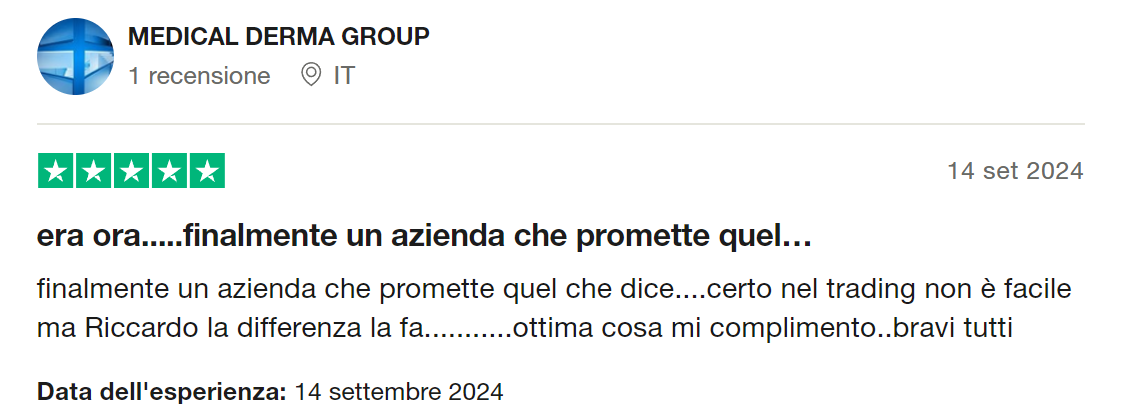 MEDICAL DERMA GROUP
1 recensione IT
14 set 2024
era ora.....finalmente un azienda che promette quel…
finalmente un azienda che promette quel che dice....certo nel trading non è facile
ma Riccardo la differenza la fa...........ottima cosa mi complimento..bravi tutti
Data dell'esperienza: 14 settembre 2024